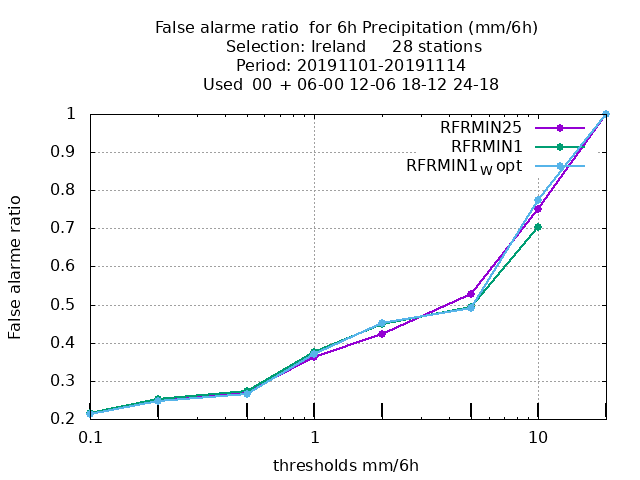 False alarme ratio  for 6h Precipitation (mm/6h)
Selection: Ireland     28 stations
Period: 20191101-20191114
Used  00  + 06-00 12-06 18-12 24-18
RFRMIN25
RFRMIN1
RFRMIN1W opt
1
0.9
0.8
0.7
0.6
0.5
0.4
0.3
0.2
False alarme ratio
0.1
1
10
thresholds mm/6h